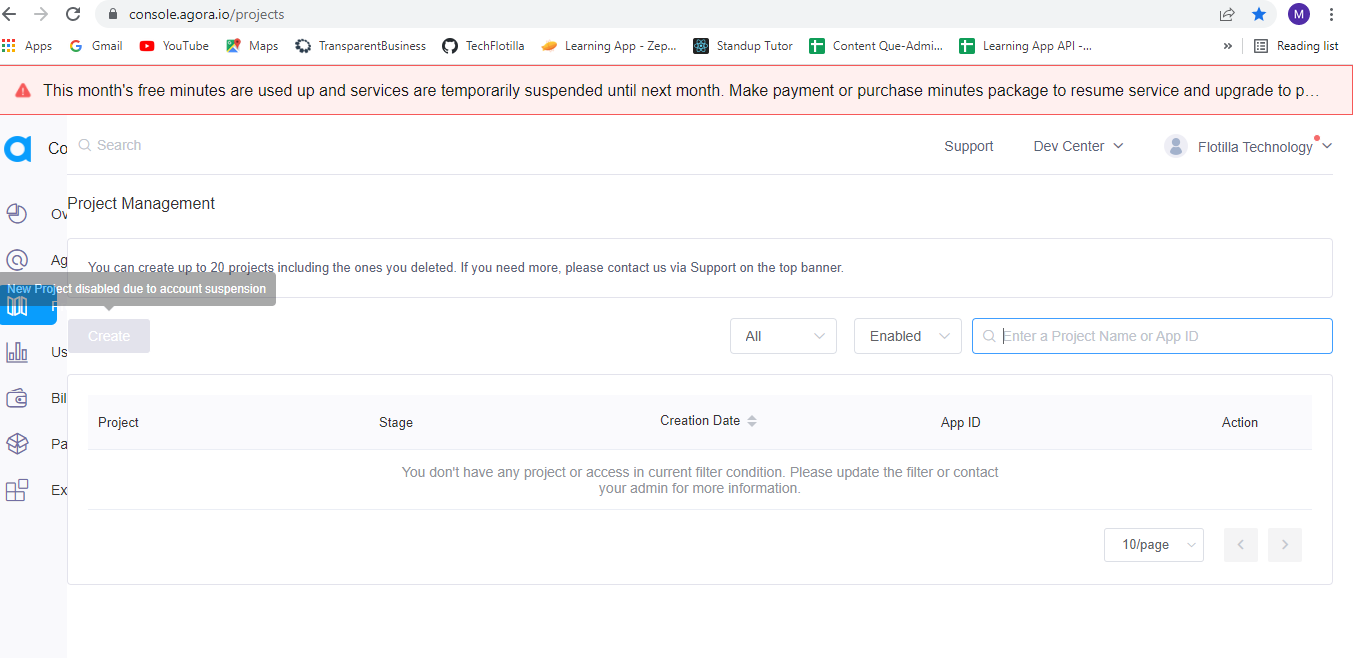 console.agora.io/projects
M
Apps Gmail YouTube Maps TransparentBusiness TechFlotilla Learning App - Zep... Standup Tutor Content Que-Admi... Learning App API -... » Reading list
This month's free minutes are used up and services are temporarily suspended until next month. Make payment or purchase minutes package to resume service and upgrade to p…
Co Search Support Dev Center Flotilla Technology
Project Management
Ov
Ag
You can create up to 20 projects including the ones you deleted. If you need more, please contact us via Support on the top banner.
New Project disabled due to account suspension
Create All Enabled Enter a Project Name or App ID
Us
Bil
Pa
Ex
Project Stage Creation Date App ID Action
You don't have any project or access in current filter condition. Please update the filter or contact
your admin for more information.
10/page < >